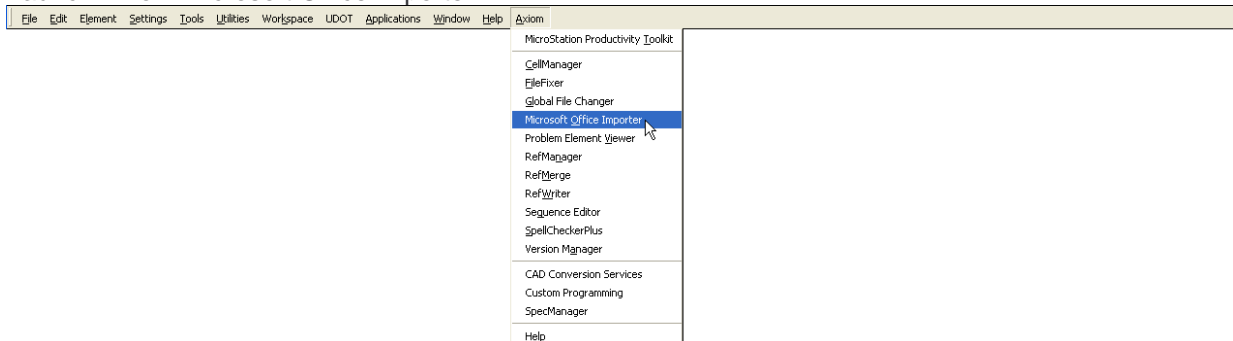 File Edit Element Settings Tools Utilities Workspace UDOT Applications Window Help Axiom
MicroStation Productivity Toolkit
CellManager
FileFixer
Global File Changer
Microsoft Office Importer
Problem Element Viewer
RefManager
RefMerge
RefWriter
Sequence Editor
SpellCheckerPlus
Version Manager
CAD Conversion Services
Custom Programming
SpecManager
Help